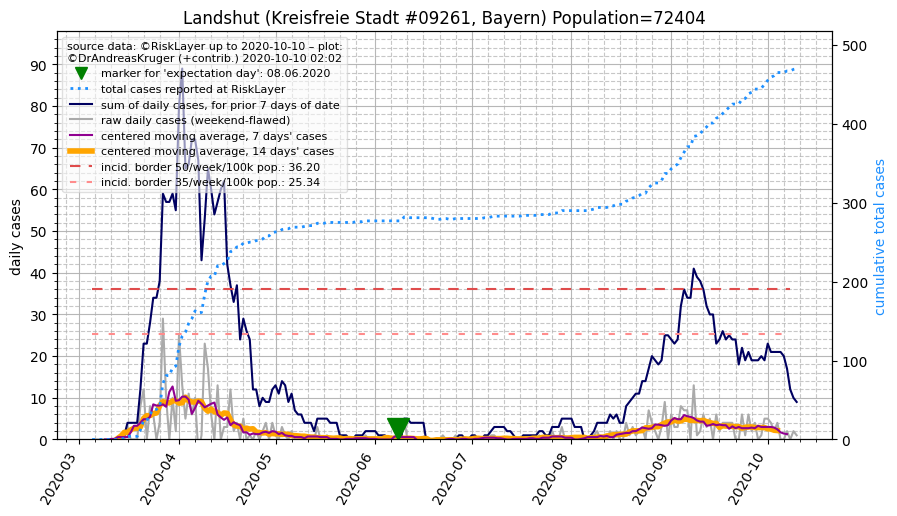 Landshut (Kreisfreie Stadt #09261, Bayern) Population=72404
source data: ©RiskLayer up to 2020-10-10 – plot:
©DrAndreasKruger (+contrib.) 2020-10-10 02:02
marker for 'expectation day': 08.06.2020
total cases reported at RiskLayer
sum of daily cases, for prior 7 days of date
raw daily cases (weekend-flawed)
centered moving average, 7 days' cases
centered moving average, 14 days' cases
incid. border 50/week/100k pop.: 36.20
incid. border 35/week/100k pop.: 25.34
daily cases
90
80
70
60
50
40
30
20
10
0
cumulative total cases
500
400
300
200
100
0
2020-03
2020-04
2020-05
2020-06
2020-07
2020-08
2020-09
2020-10